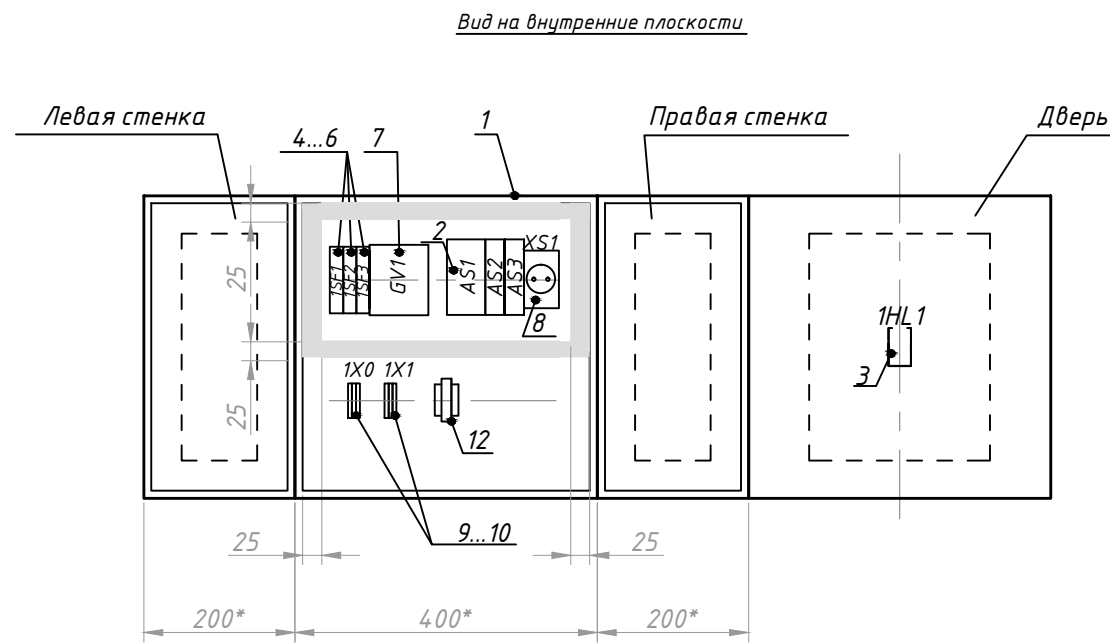 Вид на внутренние плоскости
Левая стенка
4...6
7
1
Правая стенка
Дверь
2
XS1
1SF1
1SF2
1SF3
GV1
AS1
AS2
AS3
8
25
1HL1
3
1X0
1X1
25
12
9...10
25
25
200*
400*
200*